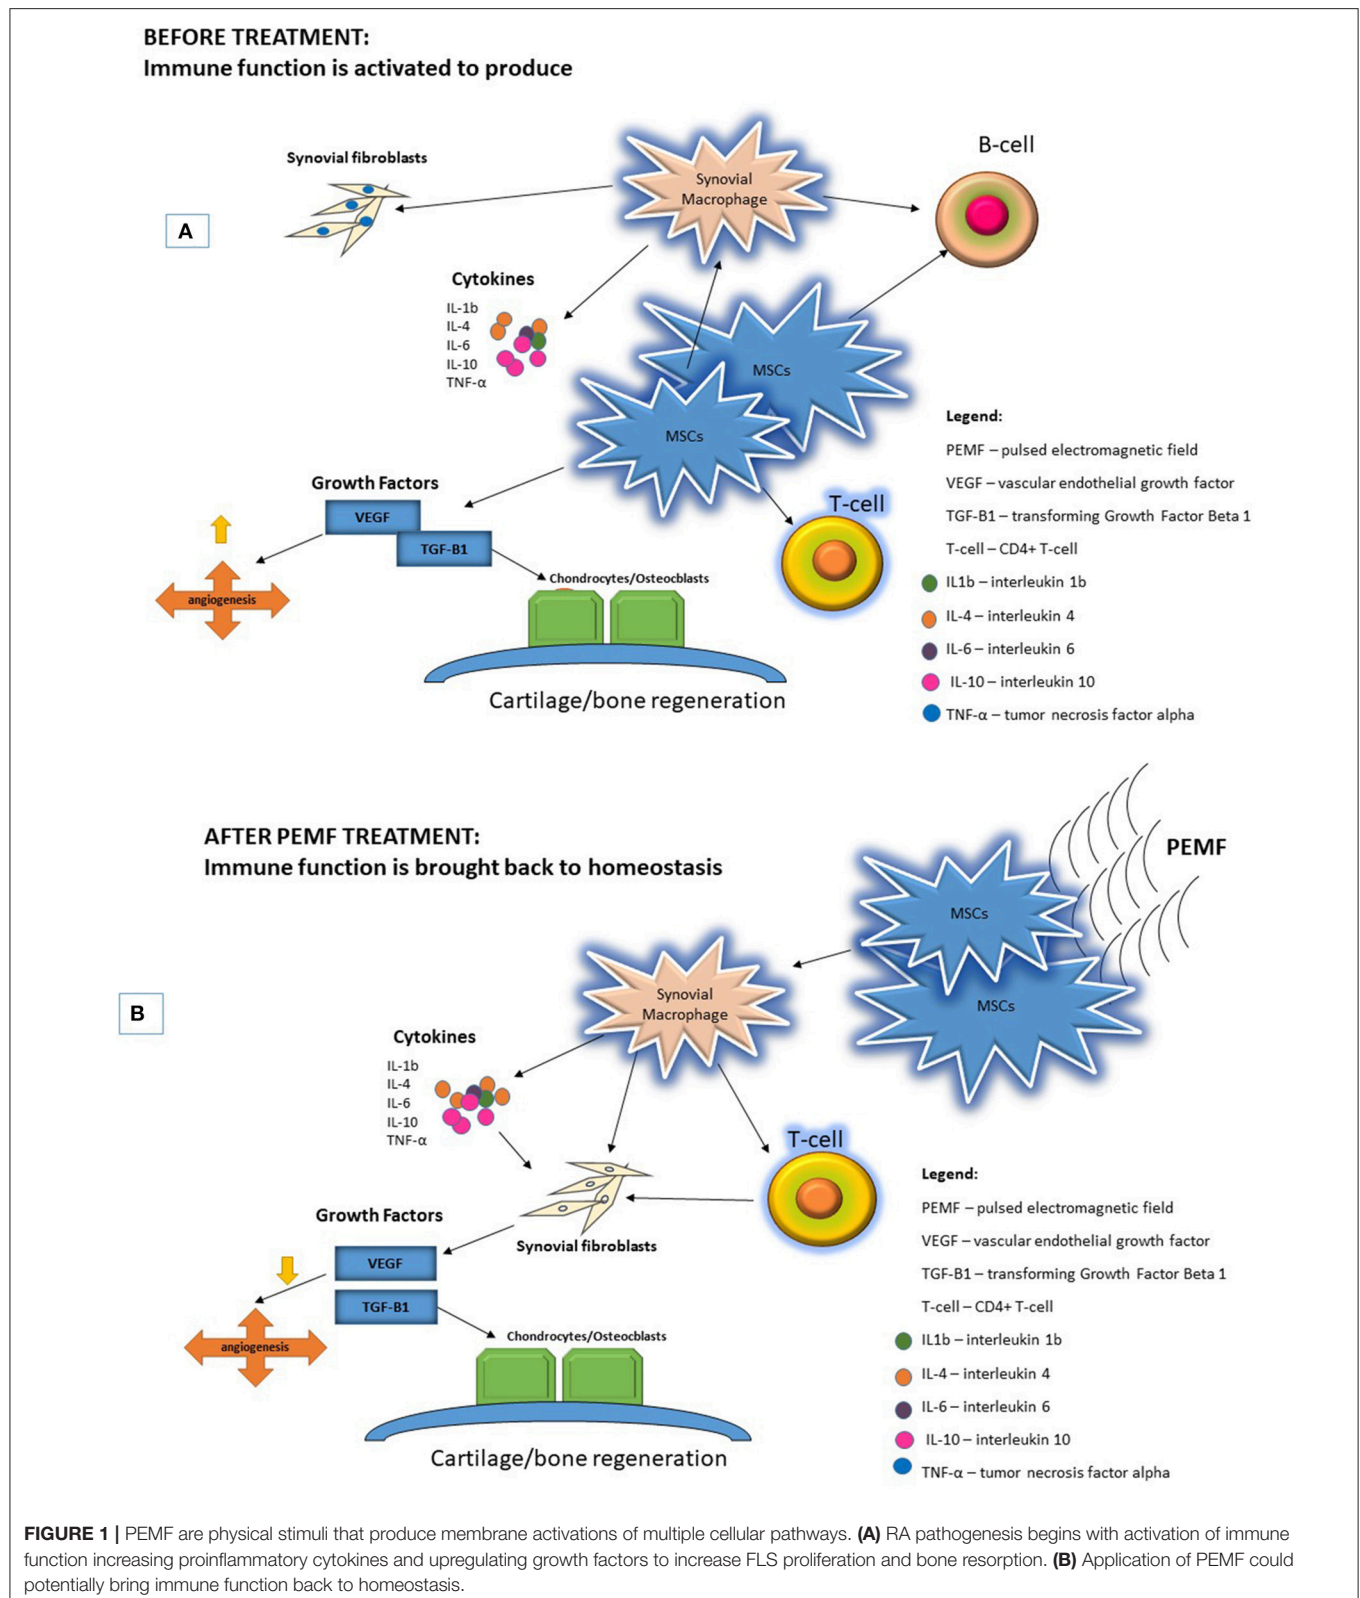 BEFORE TREATMENT:
Immune function is activated to produce
Synovial fibroblasts
Synovial
Macrophage
B-cell
A
Cytokines
IL-1b
IL-4
IL-6
IL-10
TNF-α
MSCs
MSCs
Growth Factors
VEGF
TGF-B1
angiogenesis
T-cell
Chondrocytes/Osteocblasts
Cartilage/bone regeneration
Legend:
PEMF – pulsed electromagnetic field
VEGF – vascular endothelial growth factor
TGF-B1 – transforming Growth Factor Beta 1
T-cell – CD4+ T-cell
IL1b – interleukin 1b
IL-4 – interleukin 4
IL-6 – interleukin 6
IL-10 – interleukin 10
TNF-α – tumor necrosis factor alpha
AFTER PEMF TREATMENT:
Immune function is brought back to homeostasis
PEMF
MSCs
MSCs
Synovial
Macrophage
B
Cytokines
IL-1b
IL-4
IL-6
IL-10
TNF-α
T-cell
Synovial fibroblasts
Growth Factors
VEGF
TGF-B1
angiogenesis
Chondrocytes/Osteocblasts
Cartilage/bone regeneration
Legend:
PEMF – pulsed electromagnetic field
VEGF – vascular endothelial growth factor
TGF-B1 – transforming Growth Factor Beta 1
T-cell – CD4+ T-cell
IL1b – interleukin 1b
IL-4 – interleukin 4
IL-6 – interleukin 6
IL-10 – interleukin 10
TNF-α – tumor necrosis factor alpha
FIGURE 1 | PEMF are physical stimuli that produce membrane activations of multiple cellular pathways. (A) RA pathogenesis begins with activation of immune
function increasing proinflammatory cytokines and upregulating growth factors to increase FLS proliferation and bone resorption. (B) Application of PEMF could
potentially bring immune function back to homeostasis.